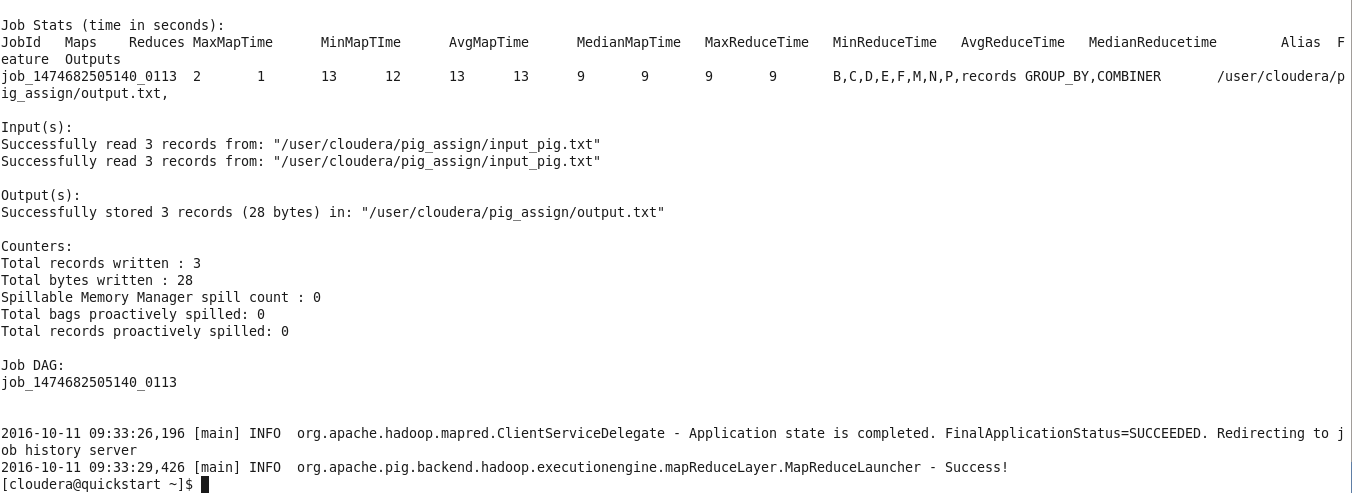 Job Stats (time in seconds):
JobId   Maps    Reduces MaxMapTime      MinMapTIme      AvgMapTime      MedianMapTime   MaxReduceTime   MinReduceTime   AvgReduceTime   MedianReducetime        Alias   F
eature  Outputs
job_1474682505140_0113  2       1       13      12      13      13      9       9       9       9       B,C,D,E,F,M,N,P,records GROUP_BY,COMBINER       /user/cloudera/p
ig_assign/output.txt,

Input(s):
Successfully read 3 records from: "/user/cloudera/pig_assign/input_pig.txt"
Successfully read 3 records from: "/user/cloudera/pig_assign/input_pig.txt"

Output(s):
Successfully stored 3 records (28 bytes) in: "/user/cloudera/pig_assign/output.txt"

Counters:
Total records written : 3
Total bytes written : 28
Spillable Memory Manager spill count : 0
Total bags proactively spilled: 0
Total records proactively spilled: 0

Job DAG:
job_1474682505140_0113

2016-10-11 09:33:26,196 [main] INFO  org.apache.hadoop.mapred.ClientServiceDelegate - Application state is completed. FinalApplicationStatus=SUCCEEDED. Redirecting to j
ob history server
2016-10-11 09:33:29,426 [main] INFO  org.apache.pig.backend.hadoop.executionengine.mapReduceLayer.MapReduceLauncher - Success!
[cloudera@quickstart ~]$